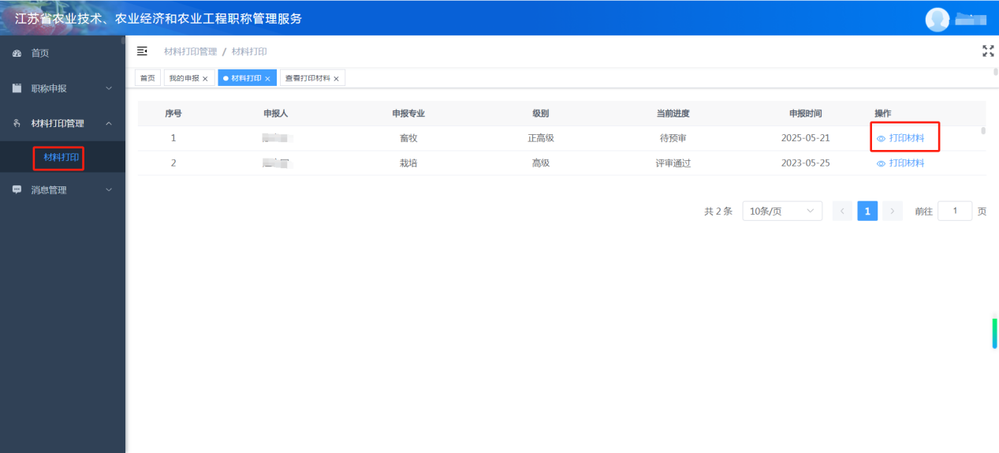 江苏省农业技术、农业经济和农业工程职称管理服务
首页
职称申报
材料打印管理
材料打印
消息管理
材料打印管理 / 材料打印
首页 我的申报 × 材料打印 × 查看打印材料 ×
序号 申报人 申报专业 级别 当前进度 申报时间 操作
1 畜牧 正高级 待预审 2025-05-21 打印材料
2 栽培 高级 评审通过 2023-05-25 打印材料
共 2 条 10条/页 < 1 > 前往 1 页